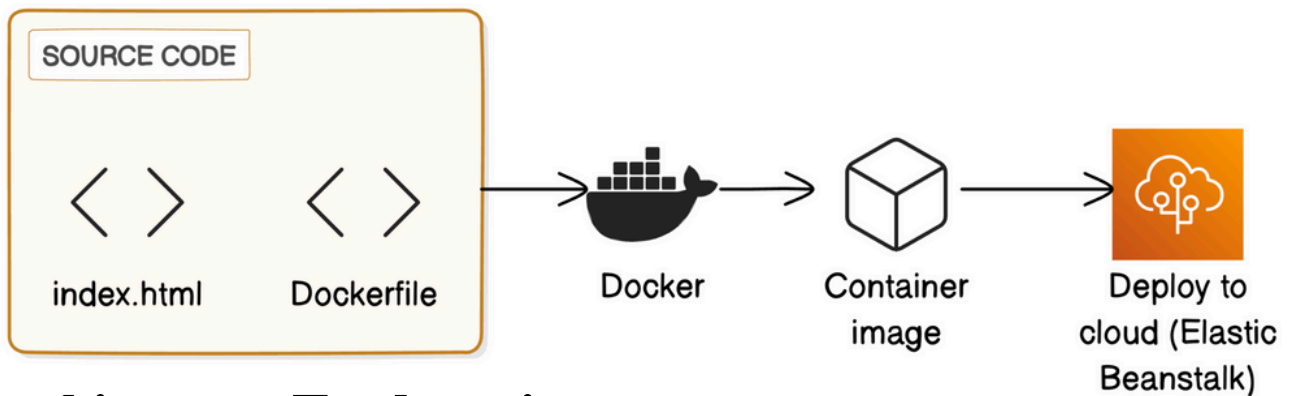 SOURCE CODE
index.html
Dockerfile
Docker
Container
image
Deploy to
cloud (Elastic
Beanstalk)